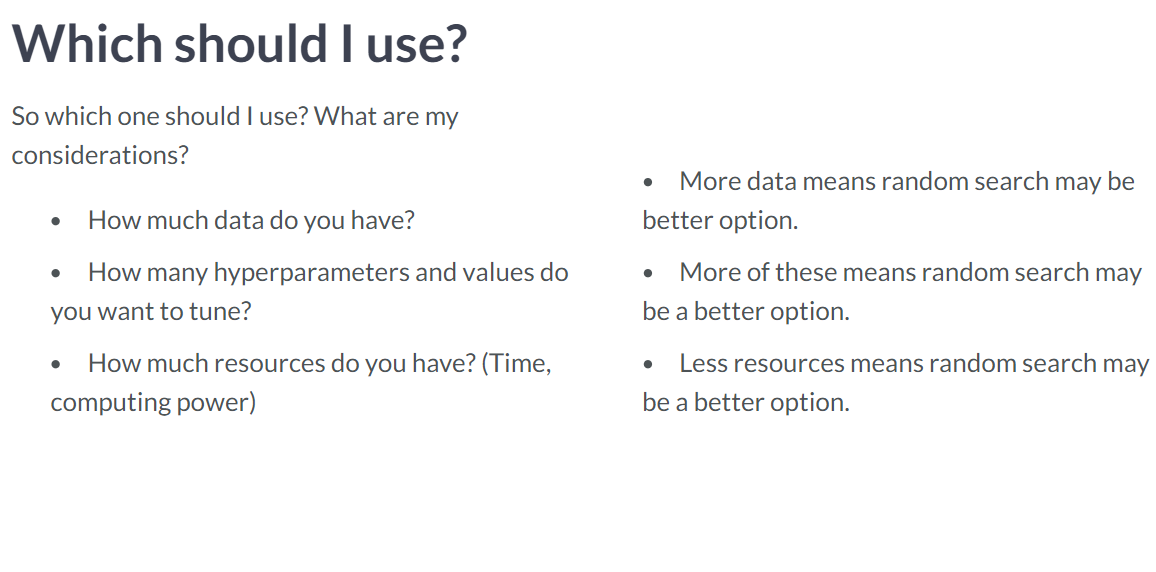 Which should I use?
So which one should I use? What are my
considerations?
• How much data do you have?
• How many hyperparameters and values do
you want to tune?
• How much resources do you have? (Time,
computing power)
• More data means random search may be
better option.
• More of these means random search may
be a better option.
• Less resources means random search may
be a better option.